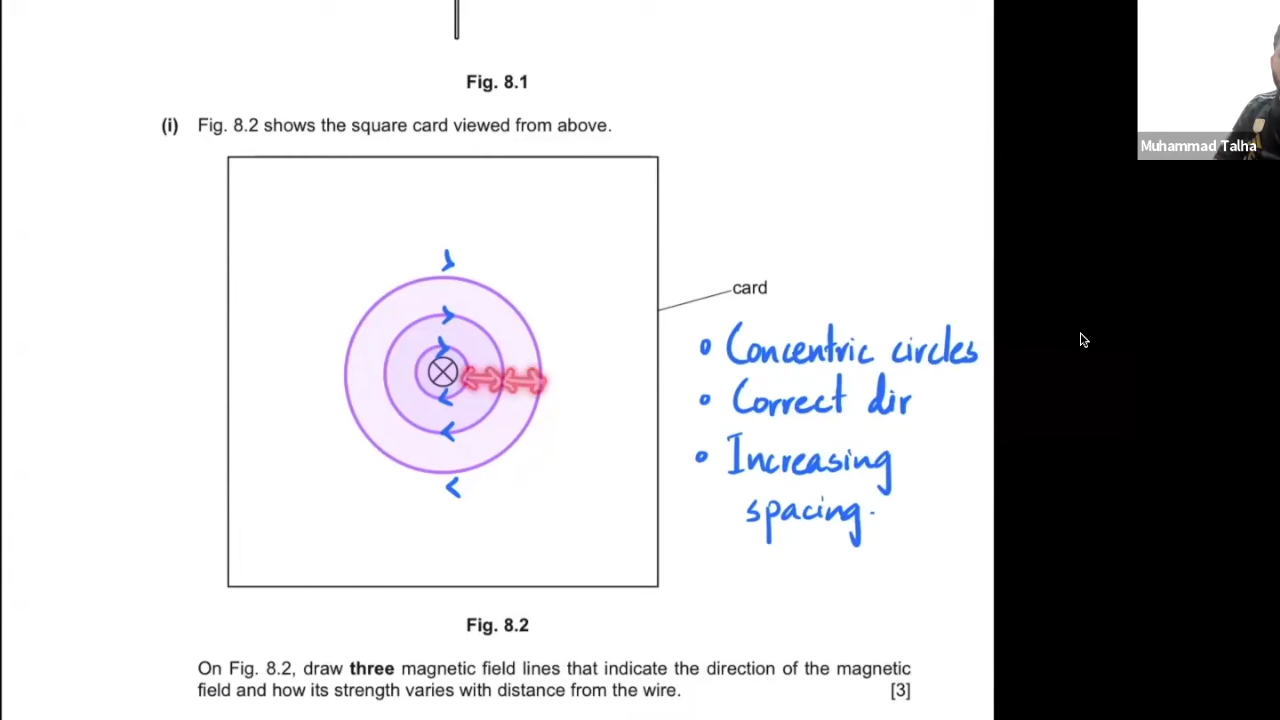 Fig. 8.1
(i) Fig. 8.2 shows the square card viewed from above.
Muhammad Talha
card
• Concentric circles
• Correct dir
• Increasing
spacing.
Fig. 8.2
On Fig. 8.2, draw three magnetic field lines that indicate the direction of the magnetic
field and how its strength varies with distance from the wire. [3]